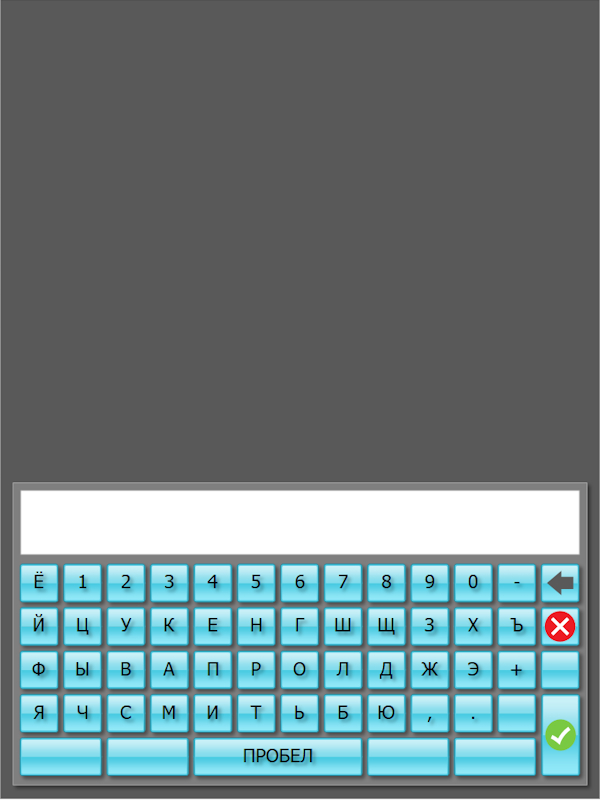 Ё 1 2 3 4 5 6 7 8 9 0 -
Й Ц У К Е Н Г Ш Щ З Х Ъ
Ф Ы В А П Р О Л Д Ж Э +
Я Ч С М И Т Ь Б Ю , .
ПРОБЕЛ